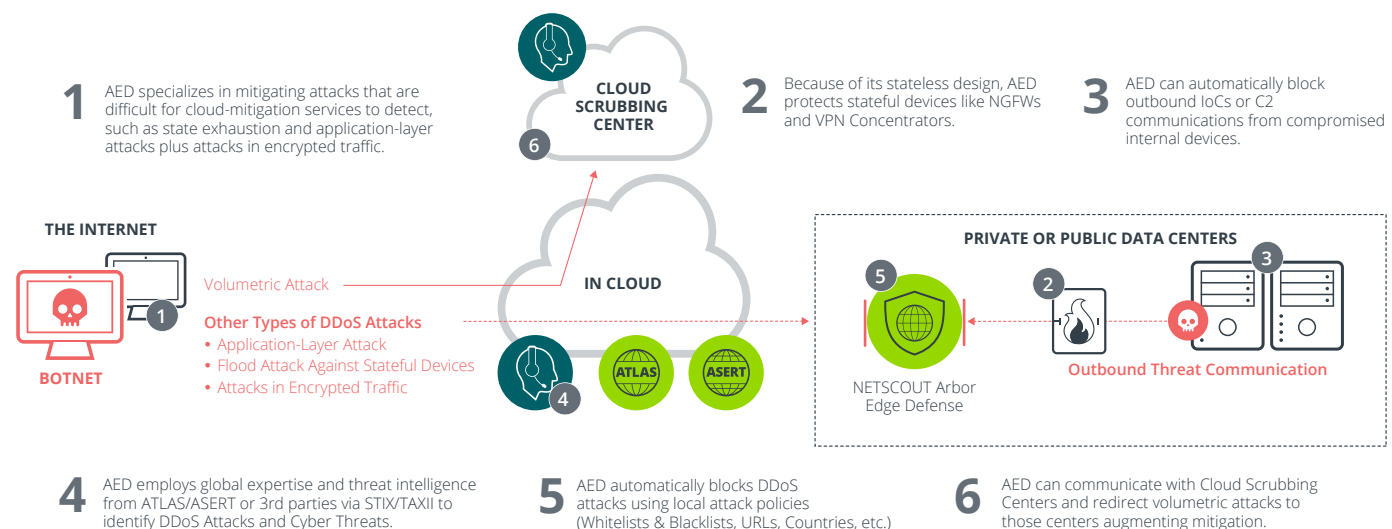 1
AED specializes in mitigating attacks that are
difficult for cloud-mitigation services to detect,
such as state exhaustion and application-layer
attacks plus attacks in encrypted traffic.
CLOUD
SCRUBBING
CENTER
6
2
Because of its stateless design, AED
protects stateful devices like NGFWs
and VPN Concentrators.
3
AED can automatically block
outbound IoCs or C2
communications from compromised
internal devices.
THE INTERNET
1
BOTNET
Volumetric Attack
Other Types of DDoS Attacks
• Application-Layer Attack
• Flood Attack Against Stateful Devices
• Attacks in Encrypted Traffic
IN CLOUD
4
ATLAS
ASERT
PRIVATE OR PUBLIC DATA CENTERS
5
2
3
NETSCOUT Arbor
Edge Defense
Outbound Threat Communication
4
AED employs global expertise and threat intelligence
from ATLAS/ASERT or 3rd parties via STIX/TAXII to
identify DDoS Attacks and Cyber Threats.
5
AED automatically blocks DDoS
attacks using local attack policies
(Whitelists & Blacklists, URLs, Countries, etc.)
6
AED can communicate with Cloud Scrubbing
Centers and redirect volumetric attacks to
those centers augmenting mitigation.